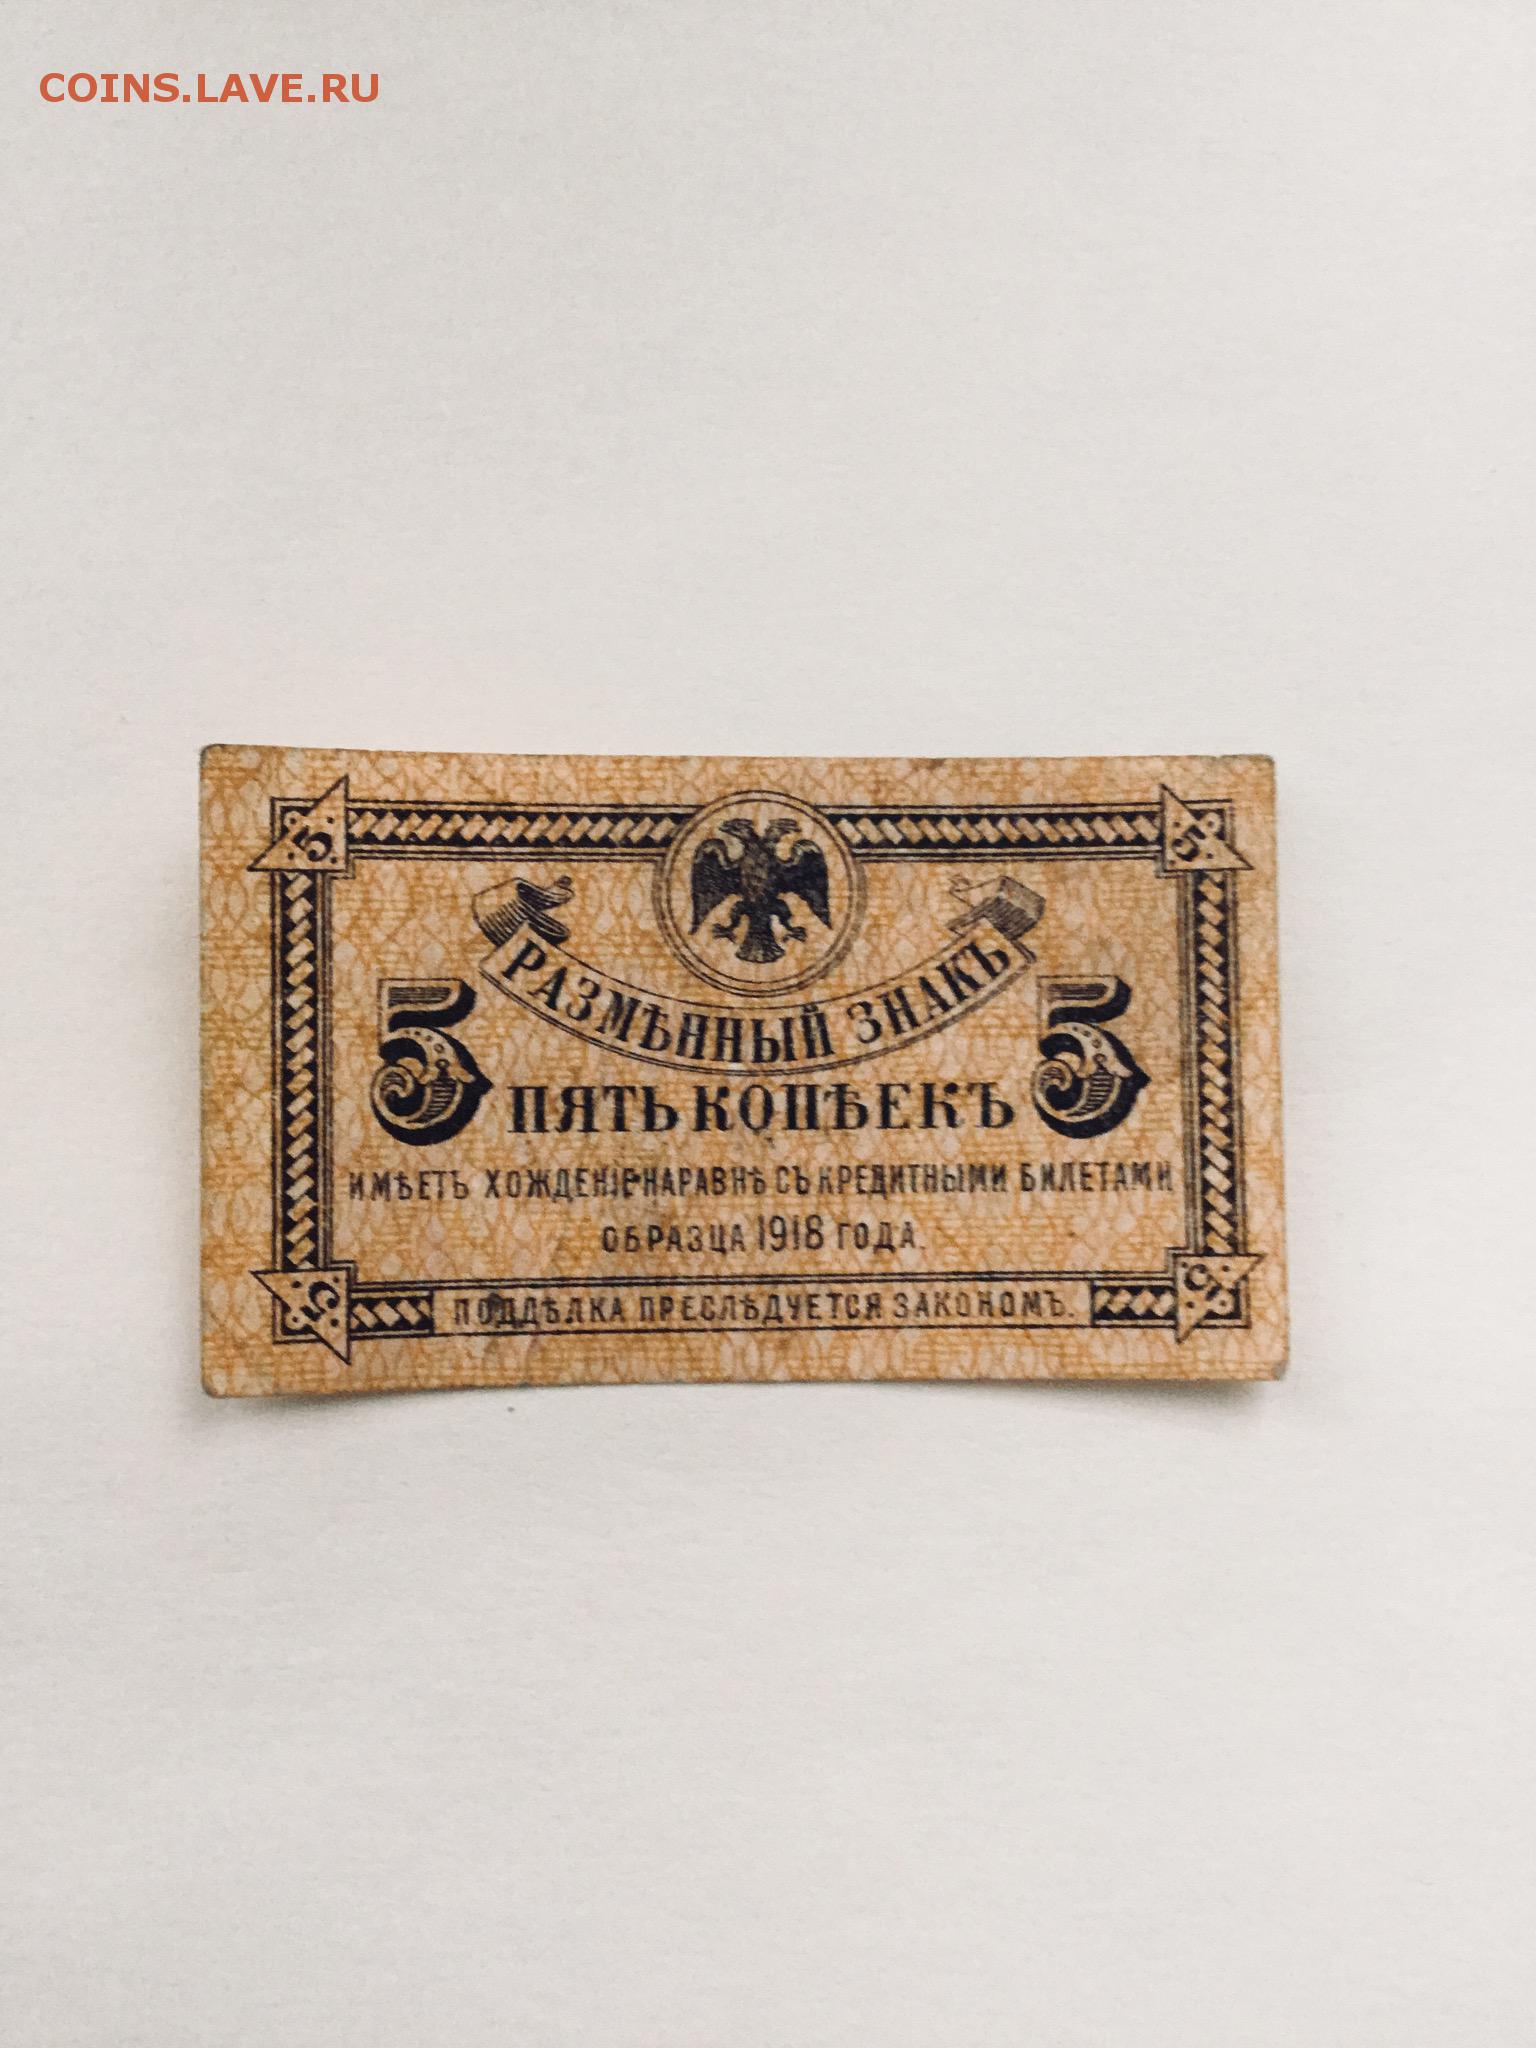 COINS.LAVE.RU
5 5
РАЗМѢННЫЙ ЗНАКЪ
5 ПЯТЬ КОПѢЕКЪ 5
ИМѢЕТЪ ХОЖДЕНІЕ НАРАВНѢ СЪ КРЕДИТНЫМИ БИЛЕТАМИ
ОБРАЗЦА 1918 ГОДА.
5 ПОДДѢЛКА ПРЕСЛѢДУЕТСЯ ЗАКОНОМЪ. 5